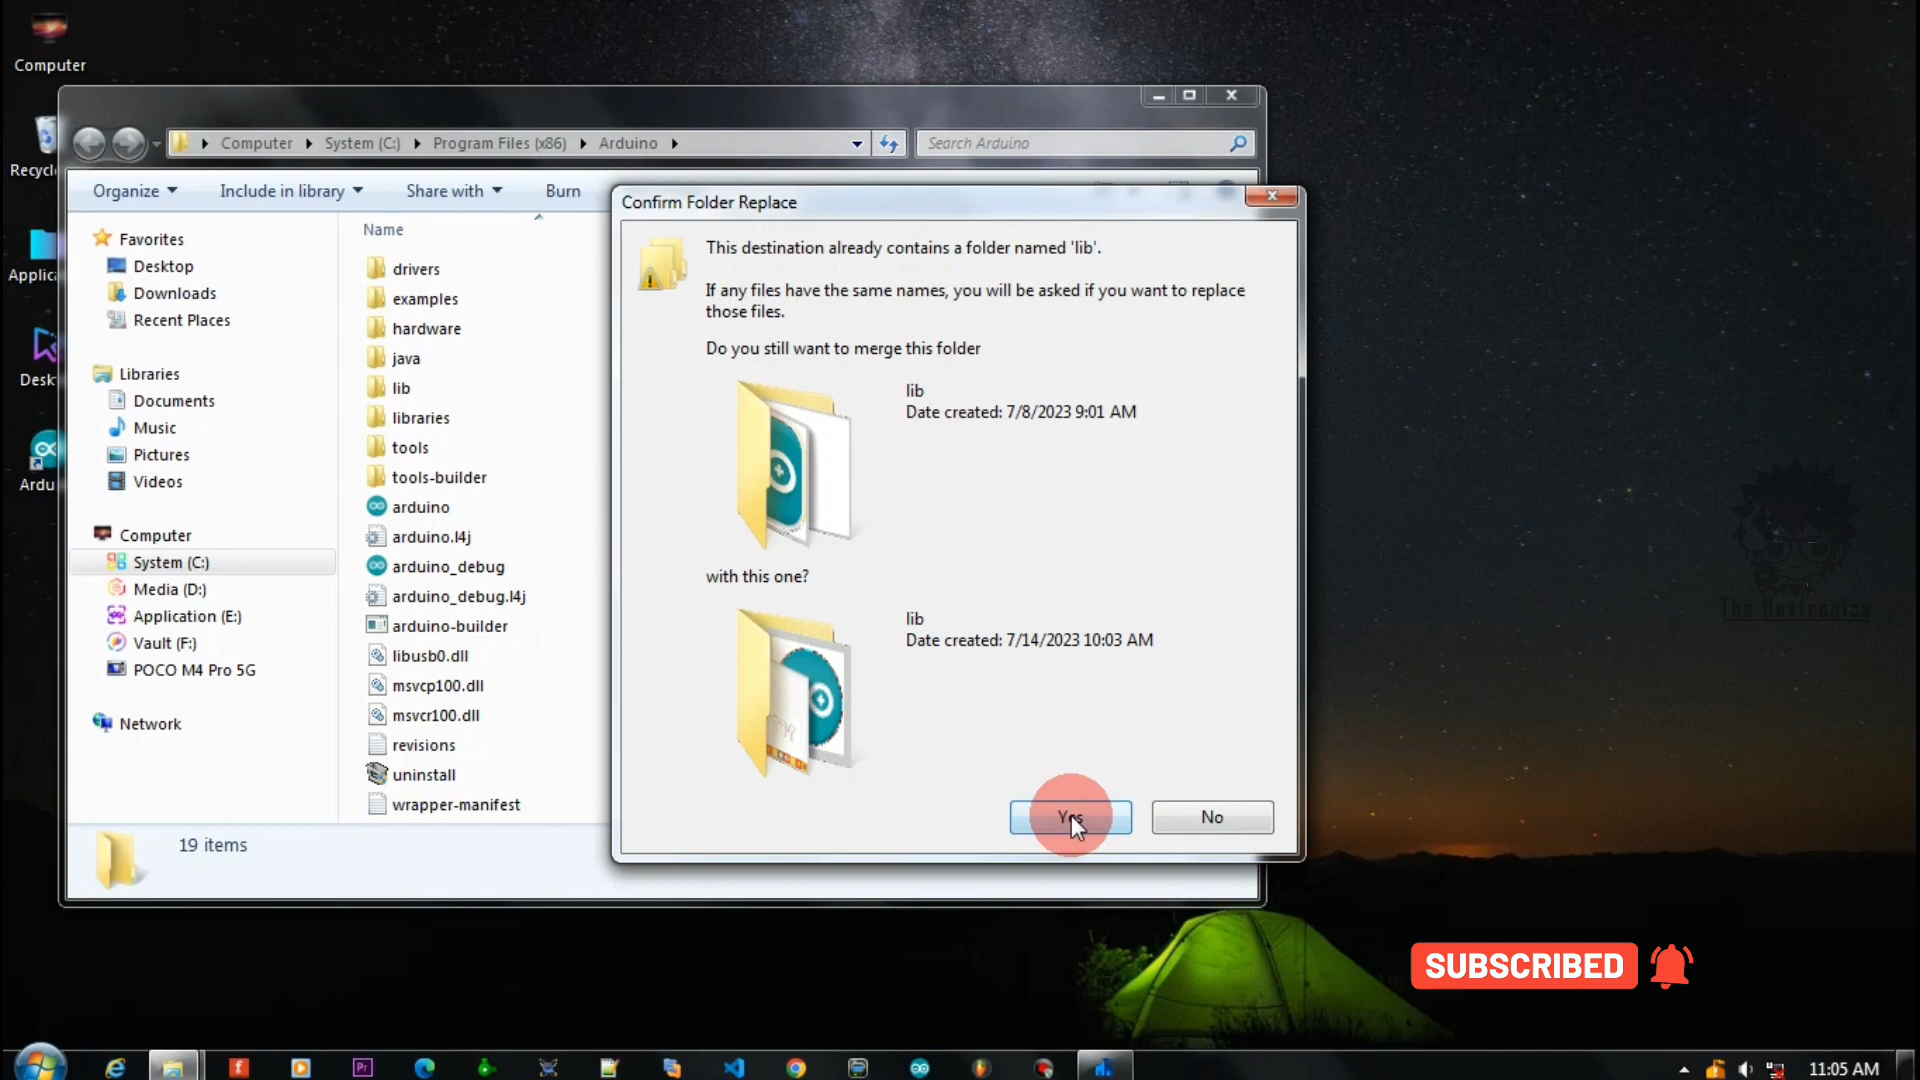 Computer
Recycl
Applica
Desk
Ardu
Computer
System (C:)
Program Files (x86)
Arduino
Search Arduino
Organize
Include in library
Share with
Burn
Favorites
Desktop
Downloads
Recent Places
Libraries
Documents
Music
Pictures
Videos
Computer
System (C:)
Media (D:)
Application (E:)
Vault (F:)
POCO M4 Pro 5G
Network
Name
drivers
examples
hardware
java
lib
libraries
tools
tools-builder
arduino
arduino.l4j
arduino_debug
arduino_debug.l4j
arduino-builder
libusb0.dll
msvcp100.dll
msvcr100.dll
revisions
uninstall
wrapper-manifest
19 items
Confirm Folder Replace
This destination already contains a folder named 'lib'.
If any files have the same names, you will be asked if you want to replace
those files.
Do you still want to merge this folder
lib
Date created: 7/8/2023 9:01 AM
with this one?
lib
Date created: 7/14/2023 10:03 AM
Yes
No
The Hextronics
SUBSCRIBED
11:05 AM